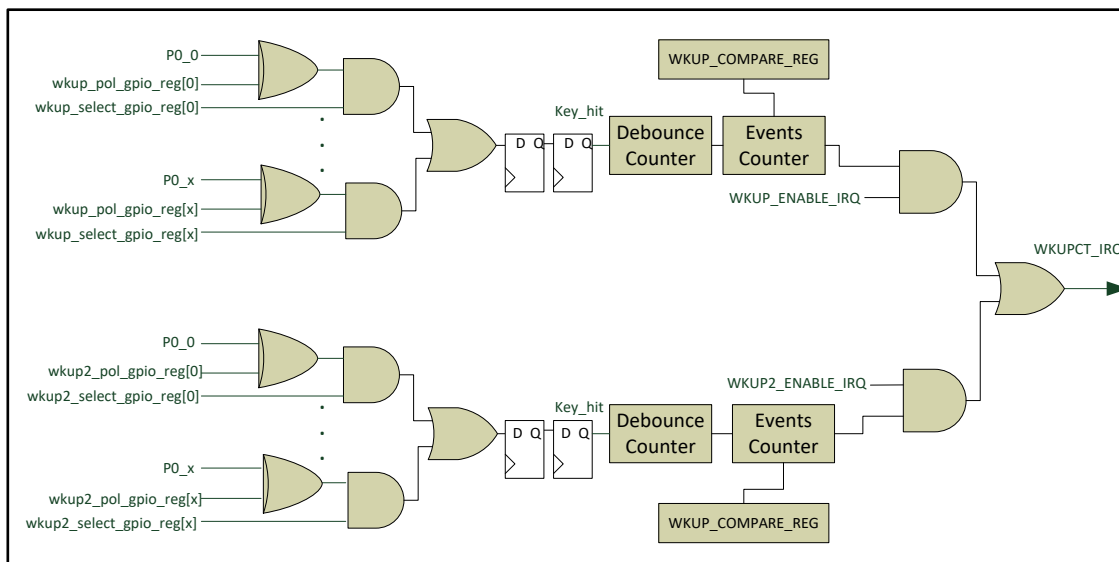 P0_0
wkup_pol_gpio_reg[0]
wkup_select_gpio_reg[0]
P0_x
wkup_pol_gpio_reg[x]
wkup_select_gpio_reg[x]
D Q
D Q
Key_hit
Debounce
Counter
WKUP_COMPARE_REG
Events
Counter
WKUP_ENABLE_IRQ
WKUPCT_IRQ
P0_0
wkup2_pol_gpio_reg[0]
wkup2_select_gpio_reg[0]
P0_x
wkup2_pol_gpio_reg[x]
wkup2_select_gpio_reg[x]
D Q
D Q
Key_hit
Debounce
Counter
Events
Counter
WKUP_COMPARE_REG
WKUP2_ENABLE_IRQ